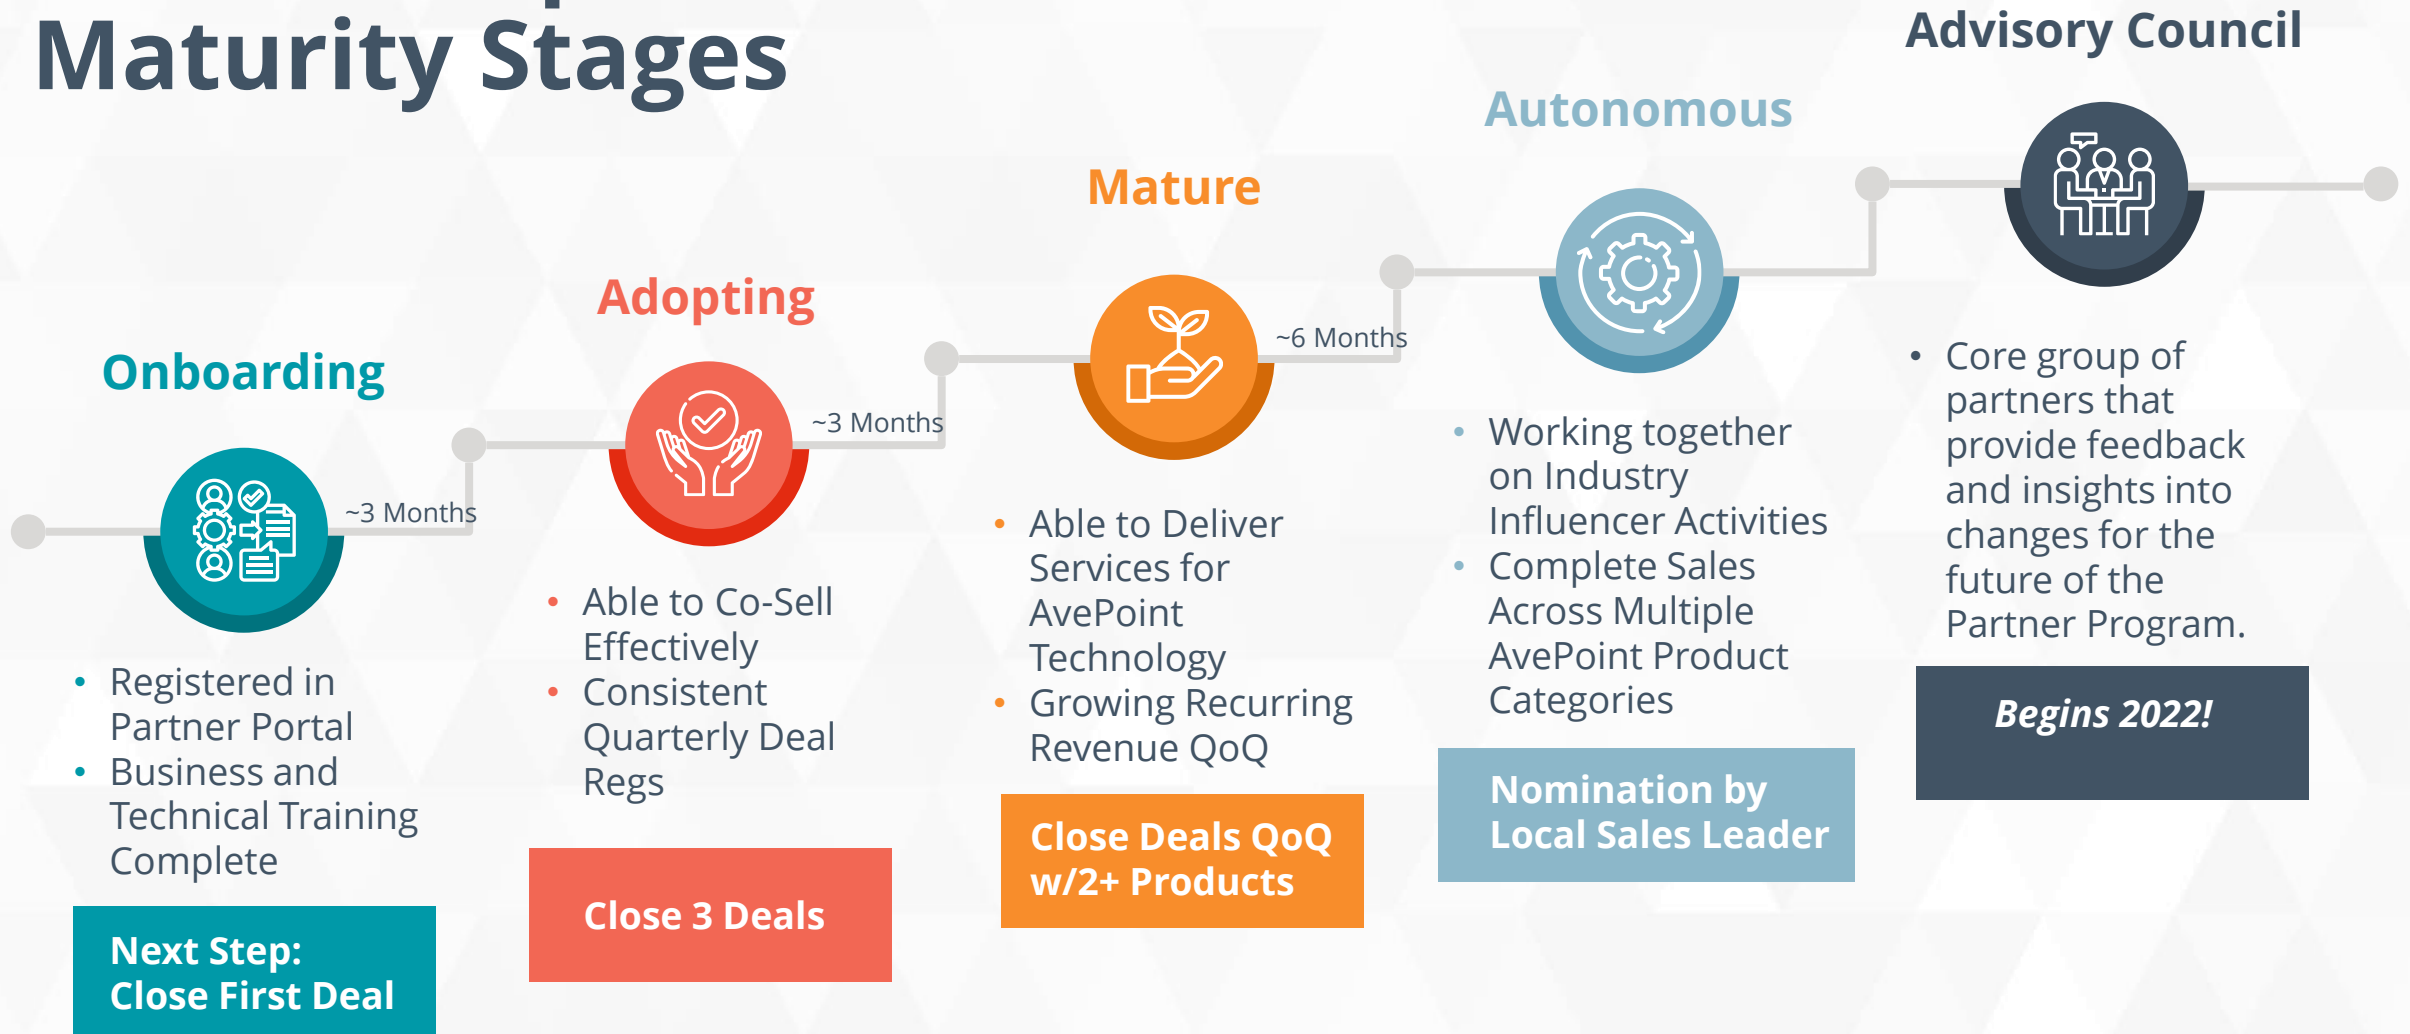 Maturity Stages
Onboarding
~3 Months
• Registered in
Partner Portal
• Business and
Technical Training
Complete
Next Step:
Close First Deal
Adopting
~3 Months
• Able to Co-Sell
Effectively
• Consistent
Quarterly Deal
Regs
Close 3 Deals
Mature
~6 Months
• Able to Deliver
Services for
AvePoint
Technology
• Growing Recurring
Revenue QoQ
Close Deals QoQ
w/2+ Products
Autonomous
• Working together
on Industry
Influencer Activities
• Complete Sales
Across Multiple
AvePoint Product
Categories
Nomination by
Local Sales Leader
Advisory Council
• Core group of
partners that
provide feedback
and insights into
changes for the
future of the
Partner Program.
Begins 2022!